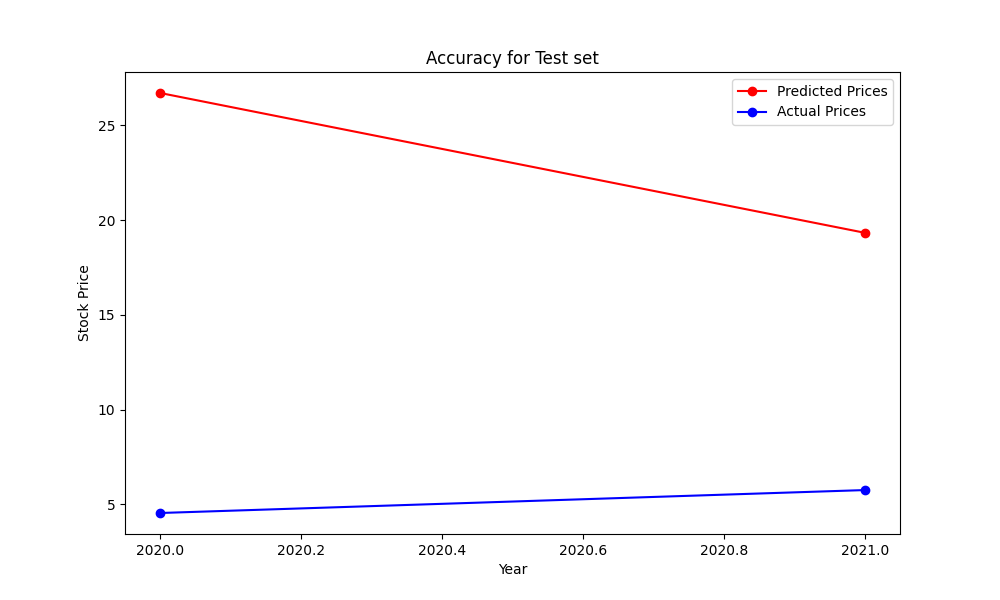 Accuracy for Test set
Predicted Prices
Actual Prices
25
20
15
10
5
Stock Price
2020.0 2020.2 2020.4 2020.6 2020.8 2021.0
Year